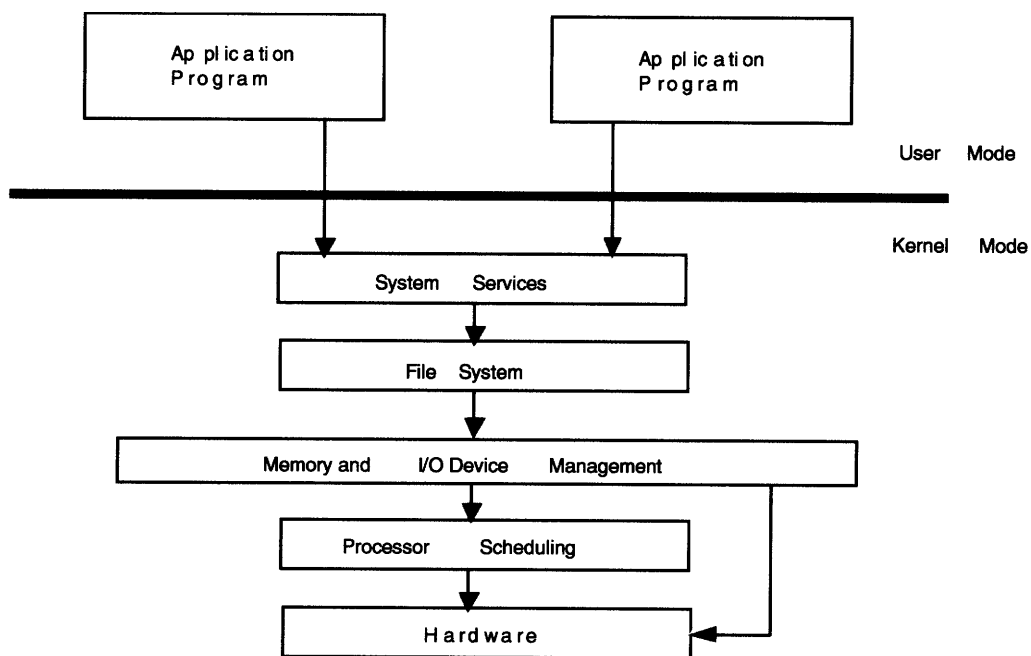 Application
Program
Application
Program
User Mode
Kernel Mode
System Services
File System
Memory and I/O Device Management
Processor Scheduling
Hardware